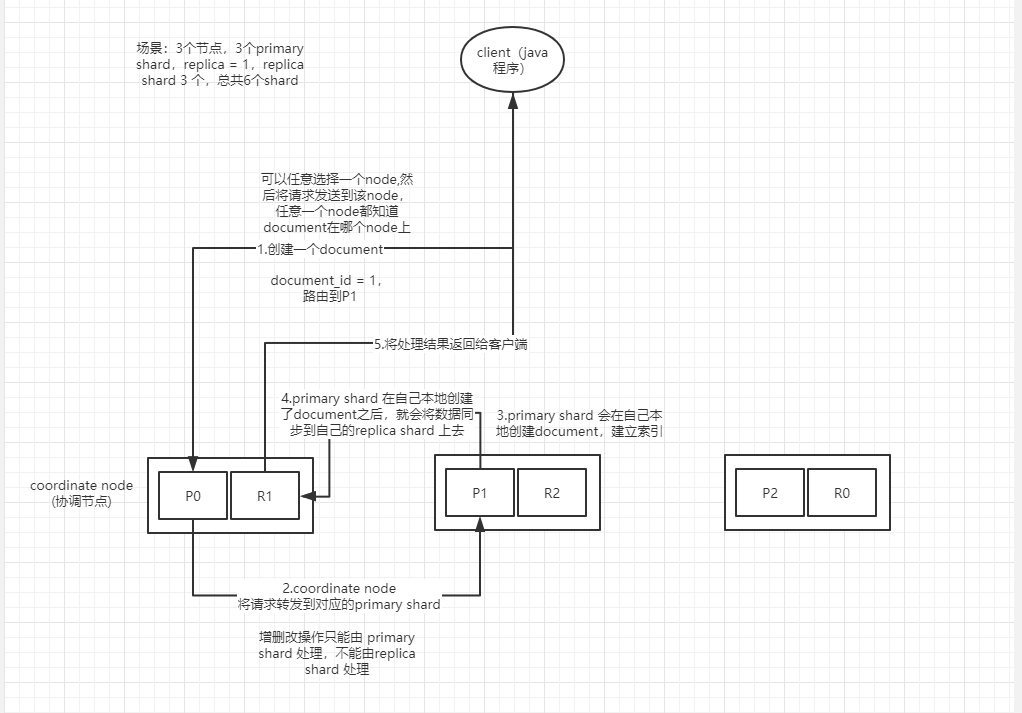 场景：3个节点，3个primary
shard，replica = 1，replica
shard 3 个，总共6个shard
client（java
程序）
可以任意选择一个node,然
后将请求发送到该node，
任意一个node都知道
document在哪个node上
1.创建一个document
document_id = 1，
路由到P1
5.将处理结果返回给客户端
4.primary shard 在自己本地创建
了document之后，就会将数据同
步到自己的replica shard 上去
3.primary shard 会在自己本
地创建document，建立索引
coordinate node
(协调节点)
P0
R1
P1
R2
P2
R0
2.coordinate node
将请求转发到对应的primary shard
增删改操作只能由 primary
shard 处理，不能由replica
shard 处理